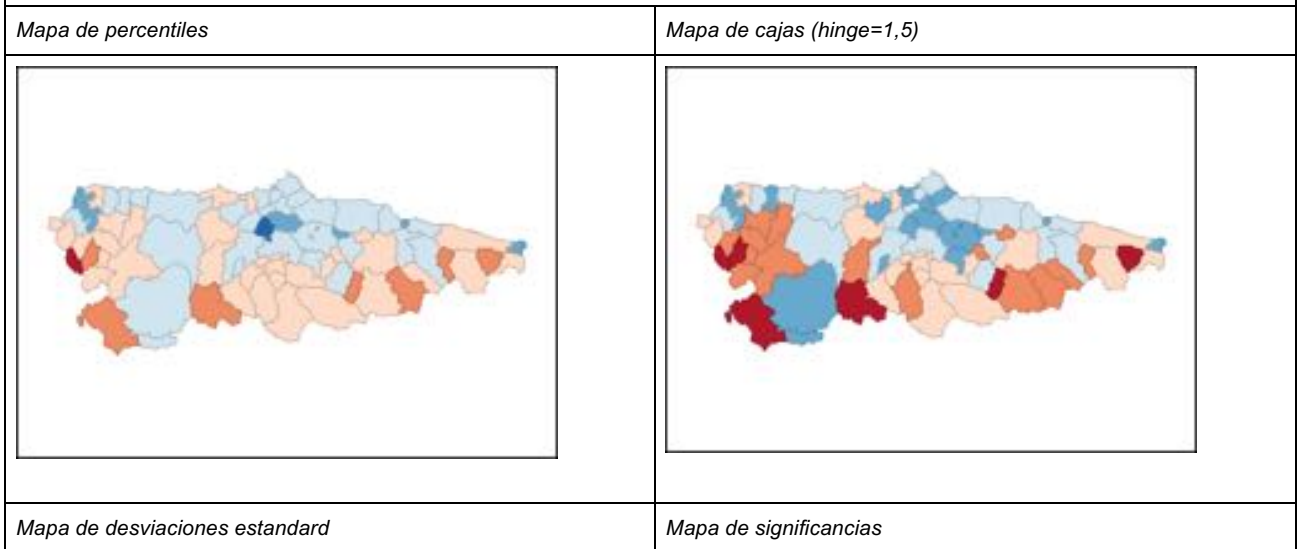 Mapa de percentiles
Mapa de cajas (hinge=1,5)
Mapa de desviaciones estandard
Mapa de significancias